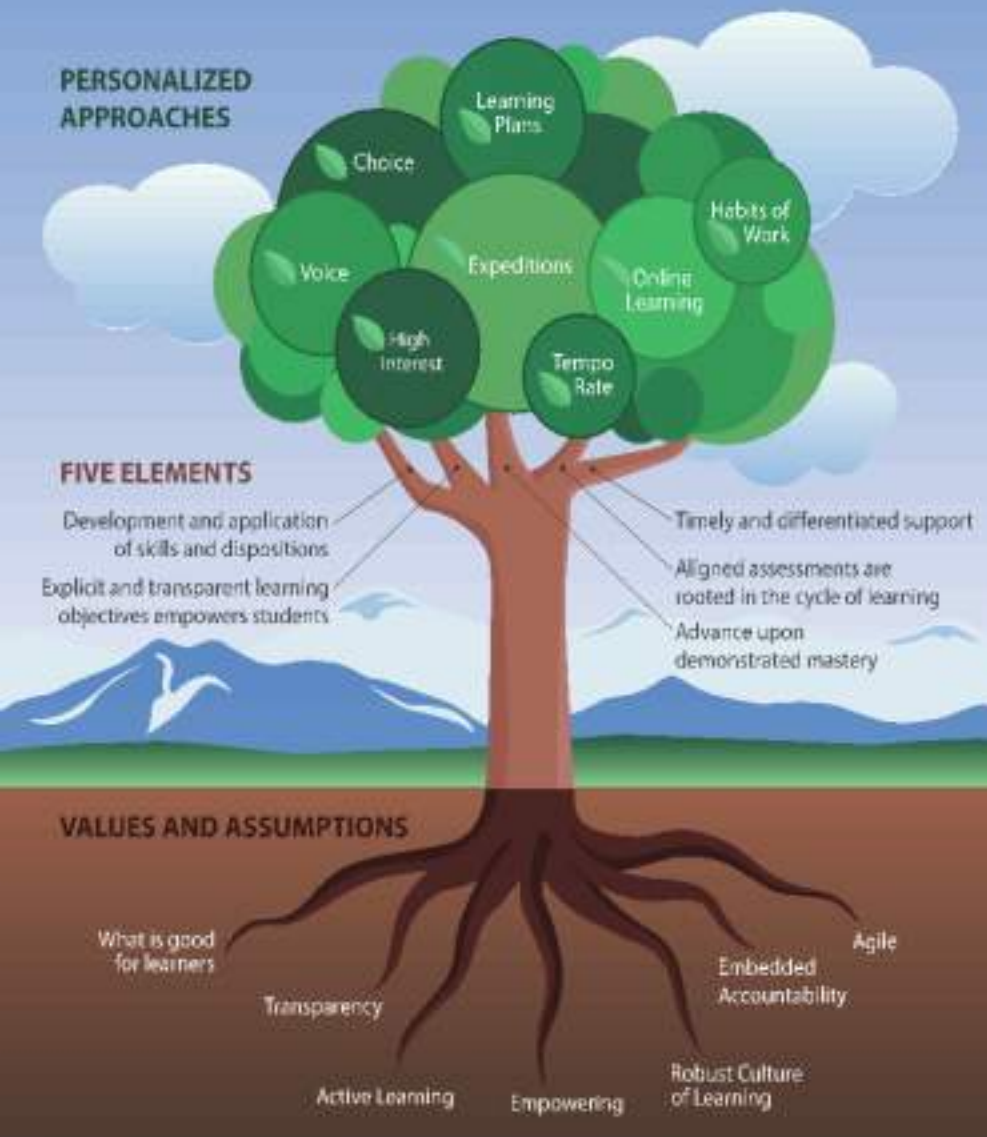 PERSONALIZED
APPROACHES
Learning
Plans
Choice
Habits of
Work
Voice
Expeditions
Online
Learning
High
Interest
Tempo
Rate
FIVE ELEMENTS
Development and application
of skills and dispositions
Explicit and transparent learning
objectives empowers students
Timely and differentiated support
Aligned assessments are
rooted in the cycle of learning
Advance upon
demonstrated mastery
VALUES AND ASSUMPTIONS
What is good
for learners
Transparency
Active Learning
Empowering
Robust Culture
of Learning
Embedded
Accountability
Agile